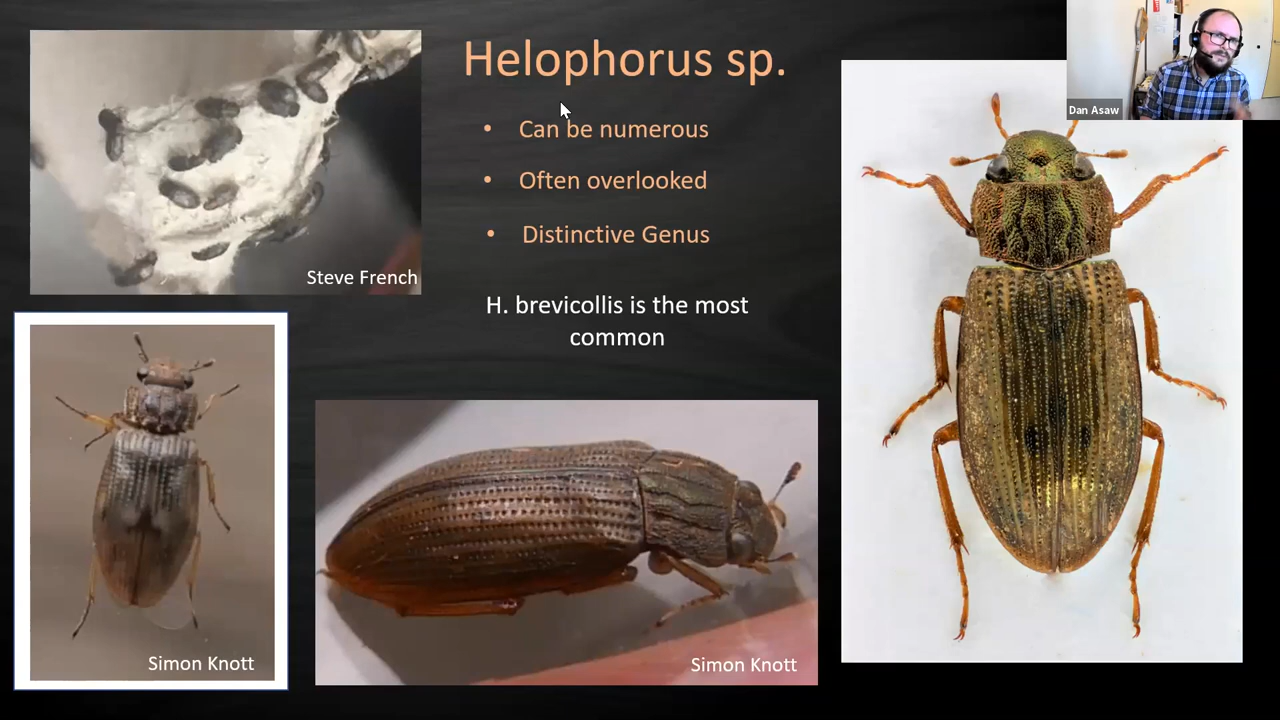 Helophorus sp.
• Can be numerous
• Often overlooked
• Distinctive Genus
H. brevicollis is the most
common
Steve French
Simon Knott
Simon Knott
Dan Asaw